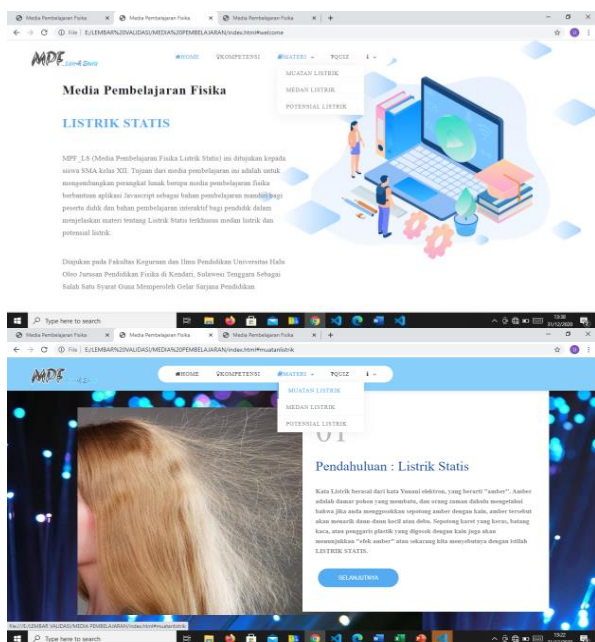 Media Pembelajaran Fisika × Media Pembelajaran Fisika × Media Pembelajaran Fisika × +
File | E:/LEMBAR%20VALIDASI/MEDIA%20PEMBELAJARAN/index.html#welcome
MPF Listrik Statis HOME KOMPETENSI MATERI QUIZ i
MUATAN LISTRIK
MEDAN LISTRIK
POTENSIAL LISTRIK
Media Pembelajaran Fisika
LISTRIK STATIS
MPF_LS (Media Pembelajaran Fisika Listrik Statis) ini ditujukan kepada
siswa SMA kelas XII. Tujuan dari media pembelajaran ini adalah untuk
mengembangkan perangkat lunak berupa media pembelajaran fisika
berbantuan aplikasi Javascript sebagai bahan pembelajaran mandiri bagi
peserta didik dan bahan pembelajaran interaktif bagi pendidik dalam
menjelaskan materi tentang Listrik Statis terkhusus medan listrik dan
potensial listrik.
Diajukan pada Fakultas Keguruan dan Ilmu Pendidikan Universitas Halu
Oleo Jurusan Pendidikan Fisika di Kendari, Sulawesi Tenggara Sebagai
Salah Satu Syarat Guna Memperoleh Gelar Sarjana Pendidikan
Type here to search 13:38
31/12/2020
Media Pembelajaran Fisika × Media Pembelajaran Fisika × Media Pembelajaran Fisika × +
File | E:/LEMBAR%20VALIDASI/MEDIA%20PEMBELAJARAN/index.html#muatanlistrik
MPF HOME KOMPETENSI MATERI QUIZ i
MUATAN LISTRIK
MEDAN LISTRIK
POTENSIAL LISTRIK
01
Pendahuluan : Listrik Statis
Kata Listrik berasal dari kata Yunani elektron, yang berarti "amber". Amber
adalah damar pohon yang membatu, dan orang zaman dahulu mengetahui
bahwa jika anda menggosokkan sepotong amber dengan kain, amber tersebut
akan menarik daun-daun kecil atau debu. Sepotong karet yang keras, batang
kaca, atau penggaris plastik yang digosok dengan kain juga akan
menunjukkan "efek amber" atau sekarang kita menyebutnya dengan istilah
LISTRIK STATIS.
SELANJUTNYA
file:///E:/LEMBAR VALIDASI/MEDIA PEMBELAJARAN/index.html#muatanlistrik
Type here to search 13:22